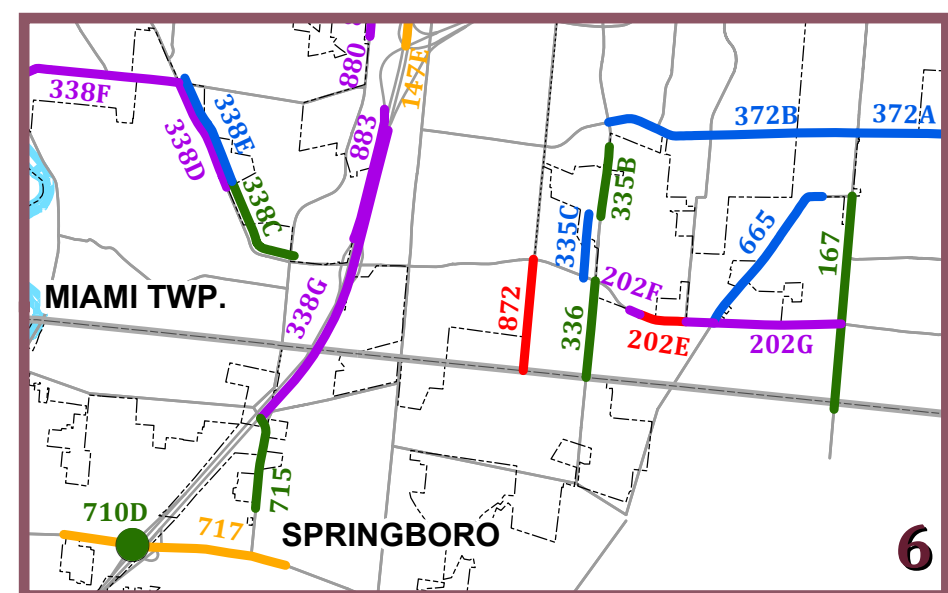 880
147E
338F
338E
338D
883
372B
372A
335B
338C
335C
665
167
202F
MIAMI TWP.
338G
872
336
202E
202G
715
710D
717
SPRINGBORO
6